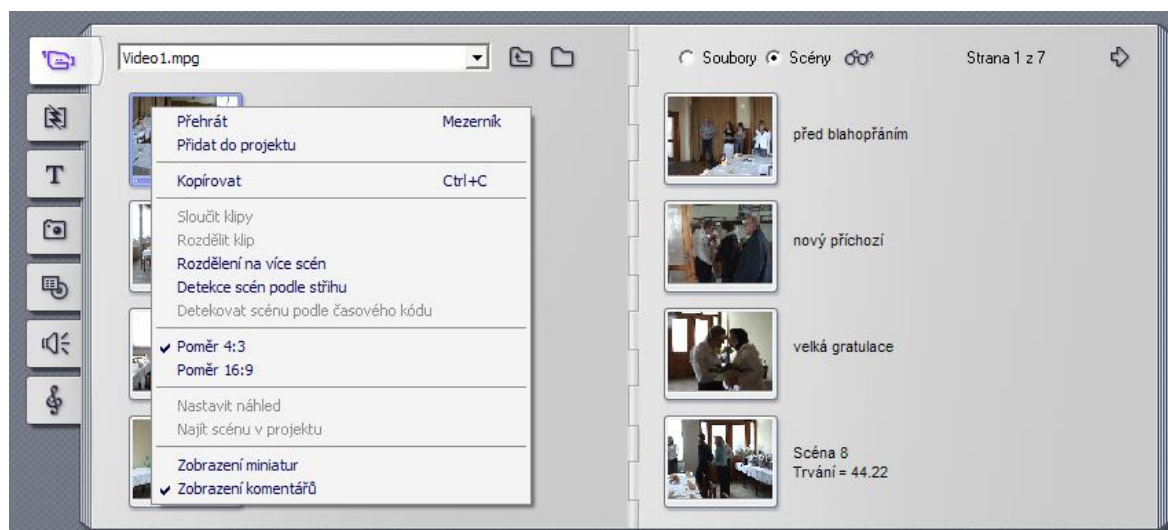 Video1.mpg
Soubory Scény Strana 1 z 7
T
Přehrát Mezerník
Přidat do projektu
Kopírovat Ctrl+C
Sloučit klipy
Rozdělit klip
Rozdělení na více scén
Detekce scén podle střihu
Detekovat scénu podle časového kódu
Poměr 4:3
Poměr 16:9
Nastavit náhled
Najít scénu v projektu
Zobrazení miniatur
Zobrazení komentářů
před blahopřáním
nový příchozí
velká gratulace
Scéna 8
Trvání = 44.22